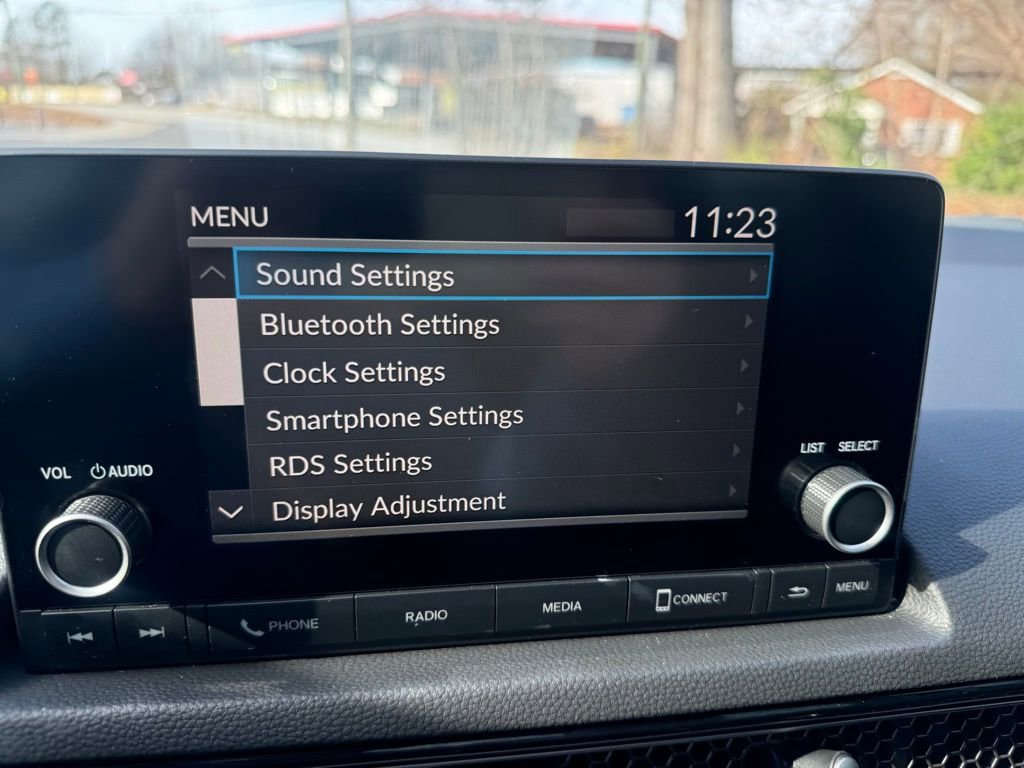 MENU 11:23
Sound Settings
Bluetooth Settings
Clock Settings
Smartphone Settings
RDS Settings
Display Adjustment
VOL AUDIO
LIST SELECT
PHONE RADIO MEDIA CONNECT MENU